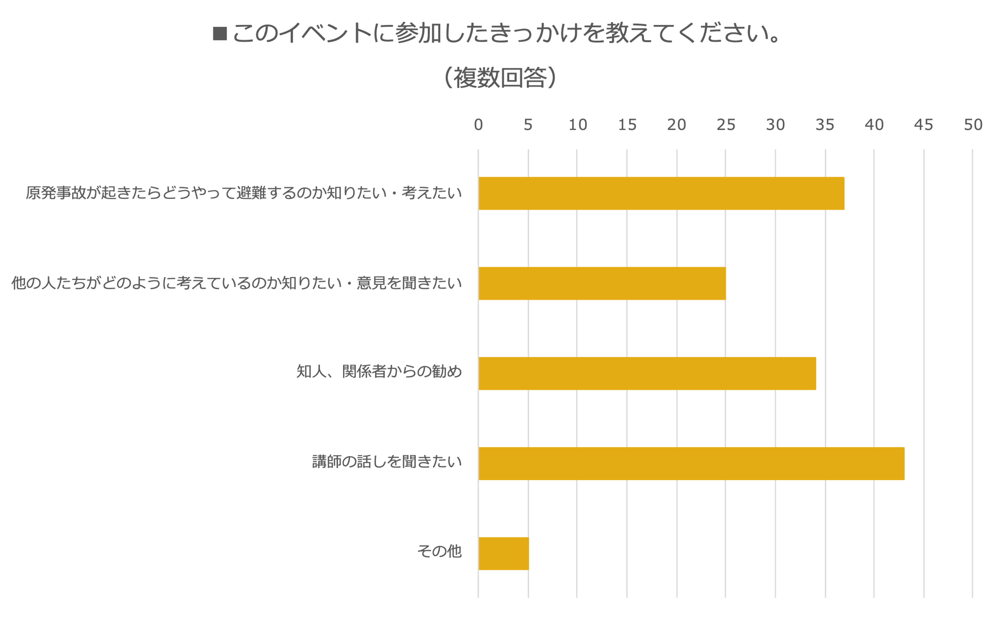 ■このイベントに参加したきっかけを教えてください。
（複数回答）
0 5 10 15 20 25 30 35 40 45 50
原発事故が起きたらどうやって避難するのか知りたい・考えたい
他の人たちがどのように考えているのか知りたい・意見を聞きたい
知人、関係者からの勧め
講師の話しを聞きたい
その他